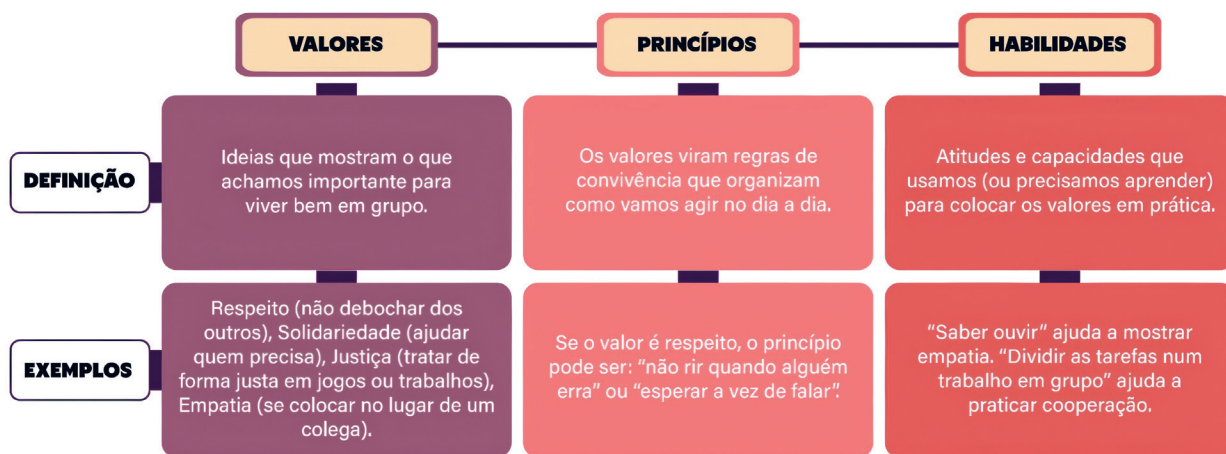 VALORES
PRINCÍPIOS
HABILIDADES
DEFINIÇÃO
Ideias que mostram o que
achamos importante para
viver bem em grupo.
Os valores viram regras de
convivência que organizam
como vamos agir no dia a dia.
Atitudes e capacidades que
usamos (ou precisamos aprender)
para colocar os valores em prática.
EXEMPLOS
Respeito (não debochar dos
outros), Solidariedade (ajudar
quem precisa), Justiça (tratar de
forma justa em jogos ou trabalhos),
Empatia (se colocar no lugar de um
colega).
Se o valor é respeito, o princípio
pode ser: “não rir quando alguém
erra” ou “esperar a vez de falar”.
“Saber ouvir” ajuda a mostrar
empatia. “Dividir as tarefas num
trabalho em grupo” ajuda a
praticar cooperação.